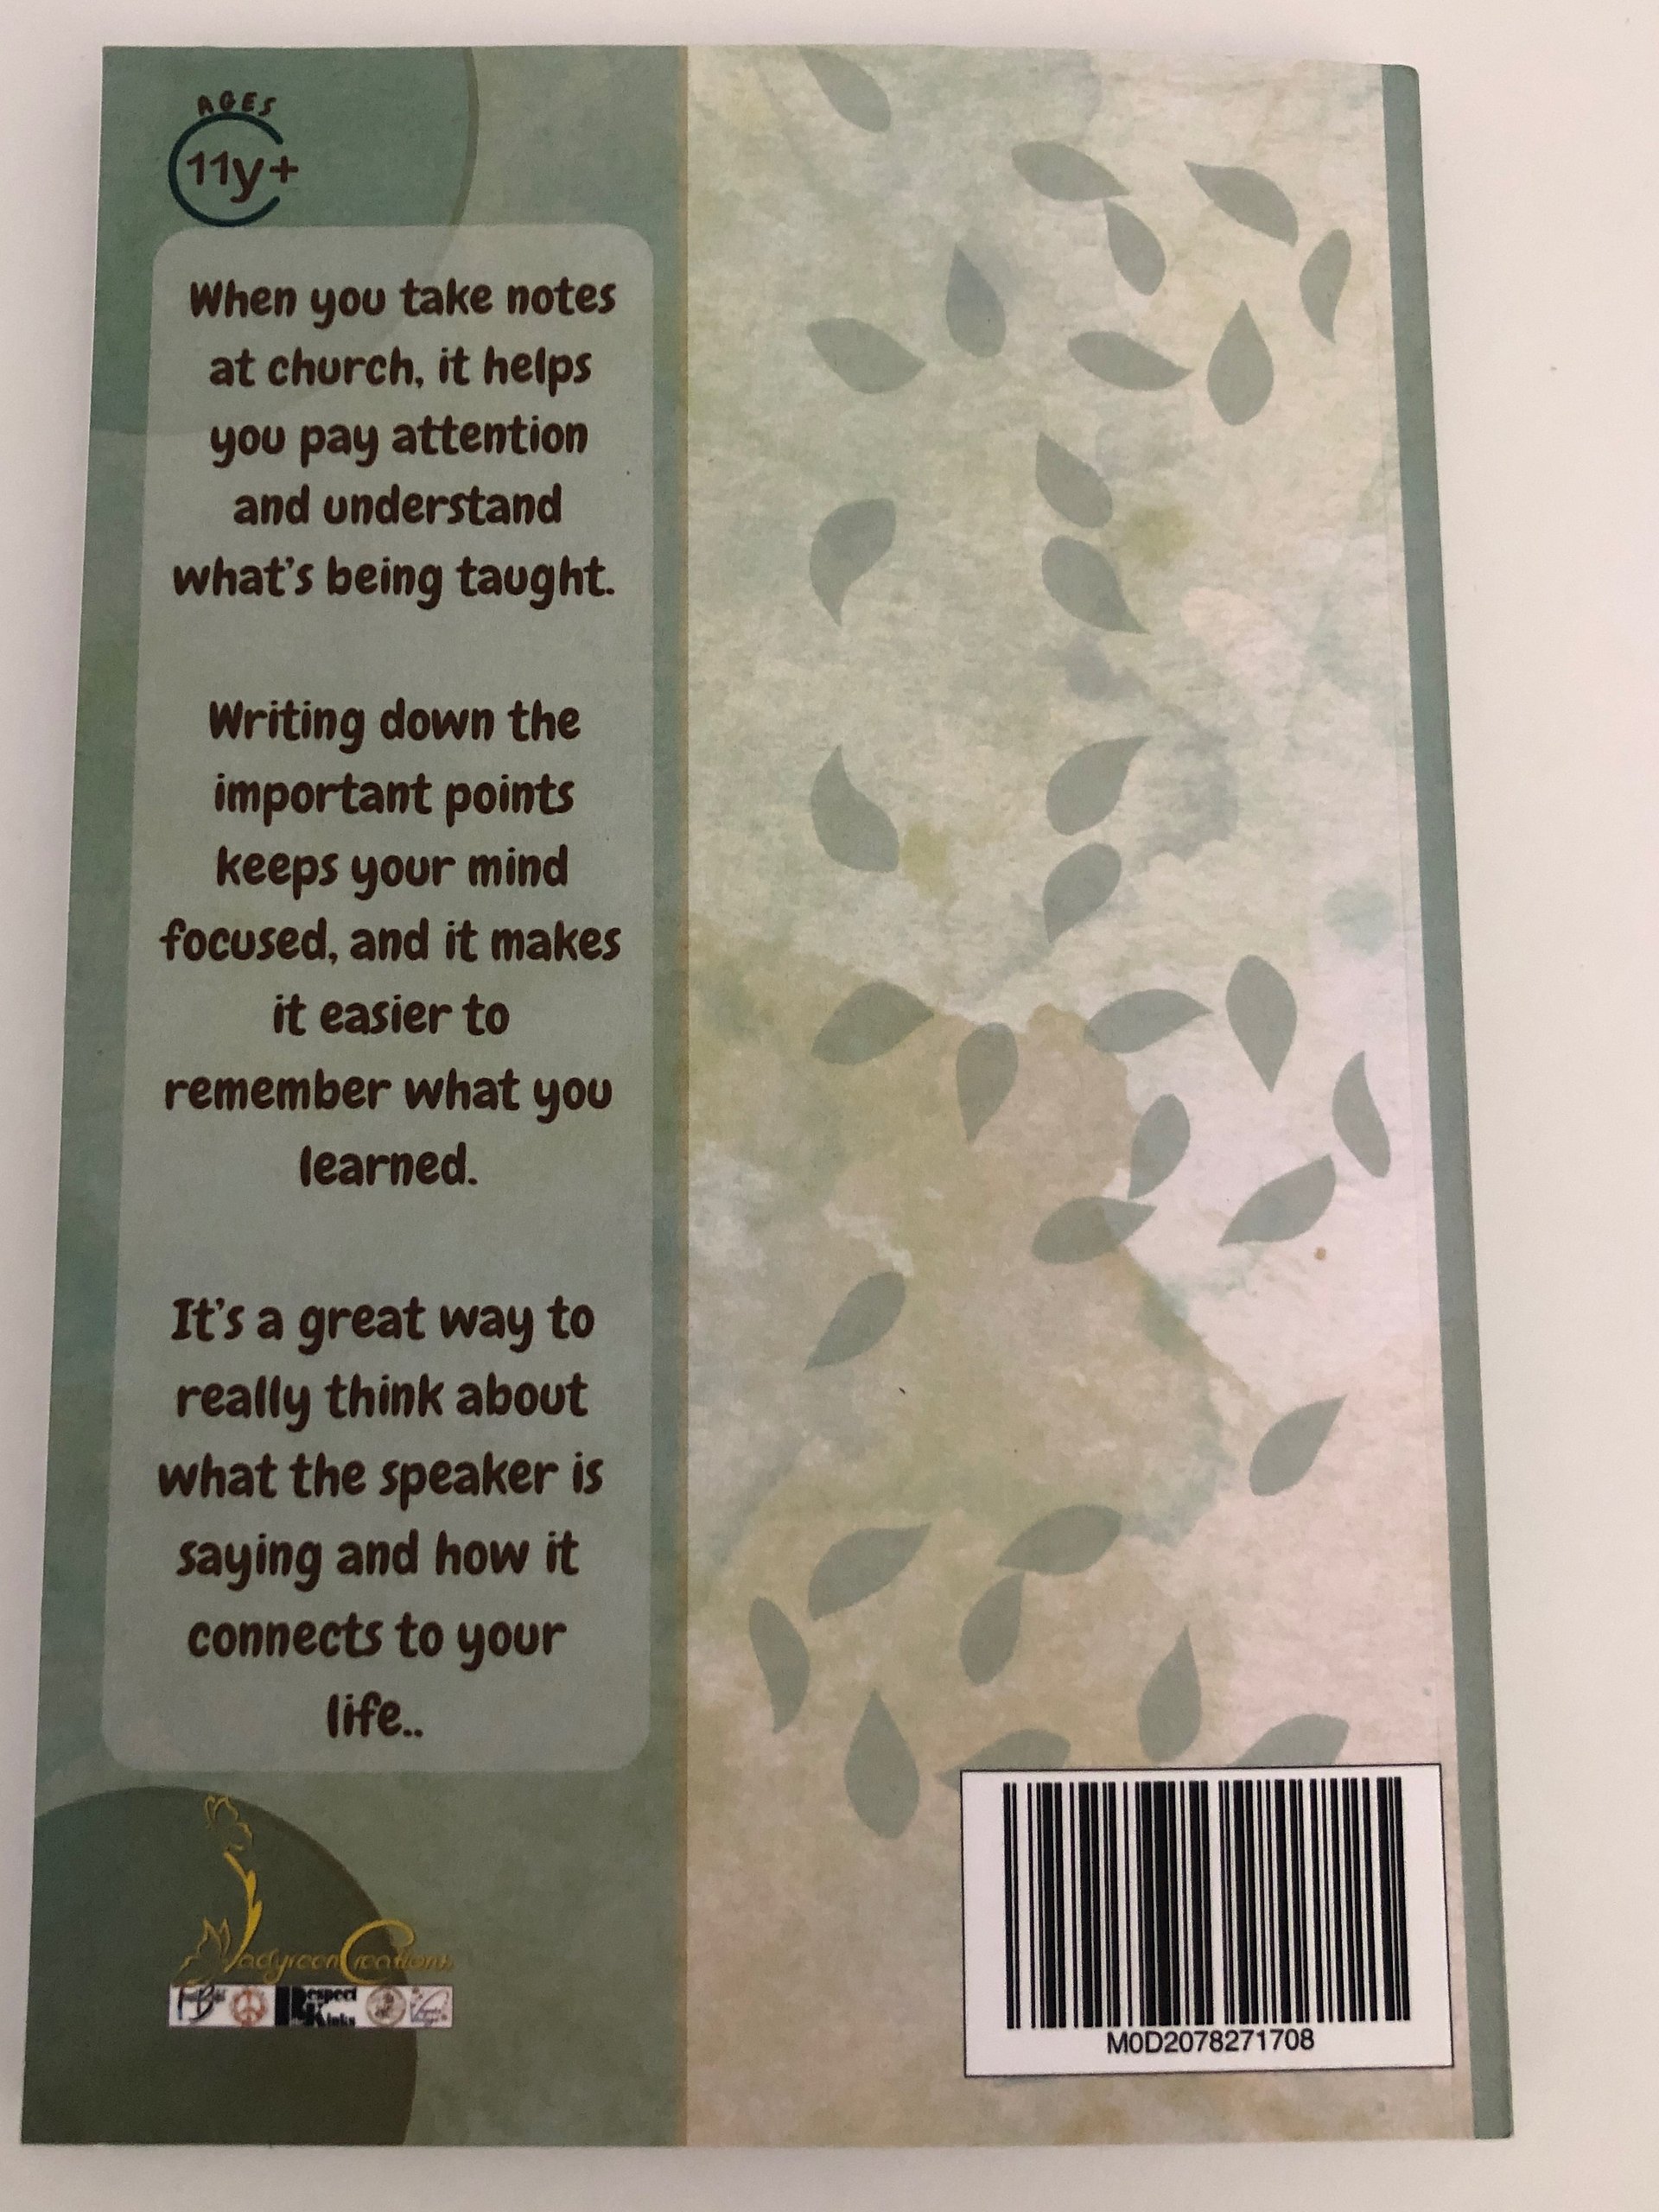 AGES
11y+
When you take notes
at church, it helps
you pay attention
and understand
what's being taught.
Writing down the
important points
keeps your mind
focused, and it makes
it easier to
remember what you
learned.
It's a great way to
really think about
what the speaker is
saying and how it
connects to your
life..
Creations
Respect
Kinks
M0D2078271708